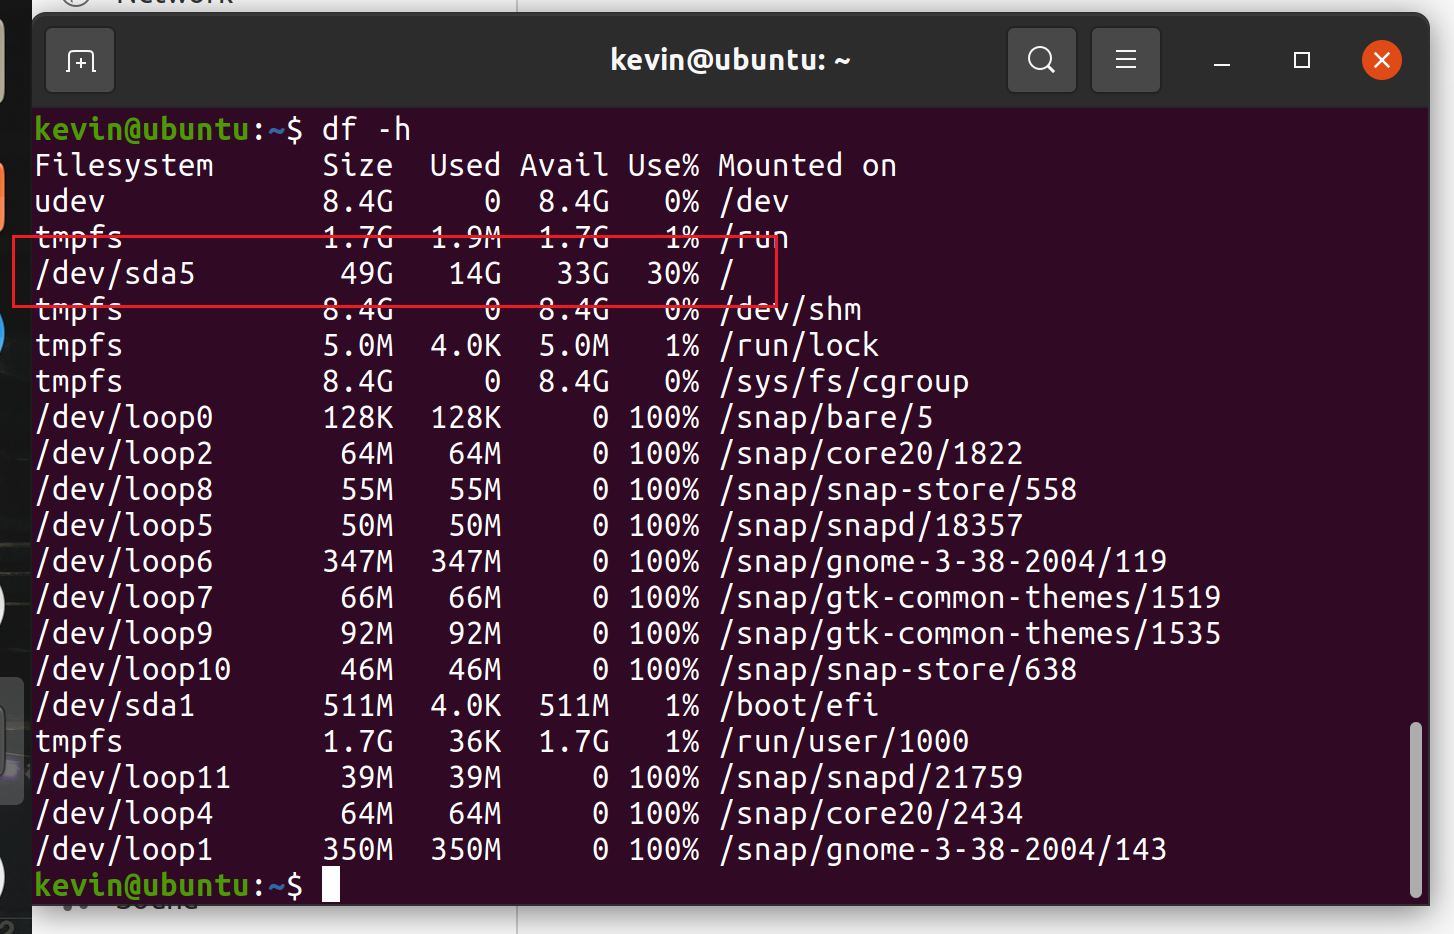 Network
kevin@ubuntu: ~
kevin@ubuntu:~$ df -h
Filesystem      Size  Used Avail Use% Mounted on
udev            8.4G     0  8.4G   0% /dev
tmpfs           1.7G  1.9M  1.7G   1% /run
/dev/sda5        49G   14G   33G  30% /
tmpfs           8.4G     0  8.4G   0% /dev/shm
tmpfs           5.0M  4.0K  5.0M   1% /run/lock
tmpfs           8.4G     0  8.4G   0% /sys/fs/cgroup
/dev/loop0      128K  128K     0 100% /snap/bare/5
/dev/loop2       64M   64M     0 100% /snap/core20/1822
/dev/loop8       55M   55M     0 100% /snap/snap-store/558
/dev/loop5       50M   50M     0 100% /snap/snapd/18357
/dev/loop6      347M  347M     0 100% /snap/gnome-3-38-2004/119
/dev/loop7       66M   66M     0 100% /snap/gtk-common-themes/1519
/dev/loop9       92M   92M     0 100% /snap/gtk-common-themes/1535
/dev/loop10      46M   46M     0 100% /snap/snap-store/638
/dev/sda1       511M  4.0K  511M   1% /boot/efi
tmpfs           1.7G   36K  1.7G   1% /run/user/1000
/dev/loop11      39M   39M     0 100% /snap/snapd/21759
/dev/loop4       64M   64M     0 100% /snap/core20/2434
/dev/loop1      350M  350M     0 100% /snap/gnome-3-38-2004/143
kevin@ubuntu:~$